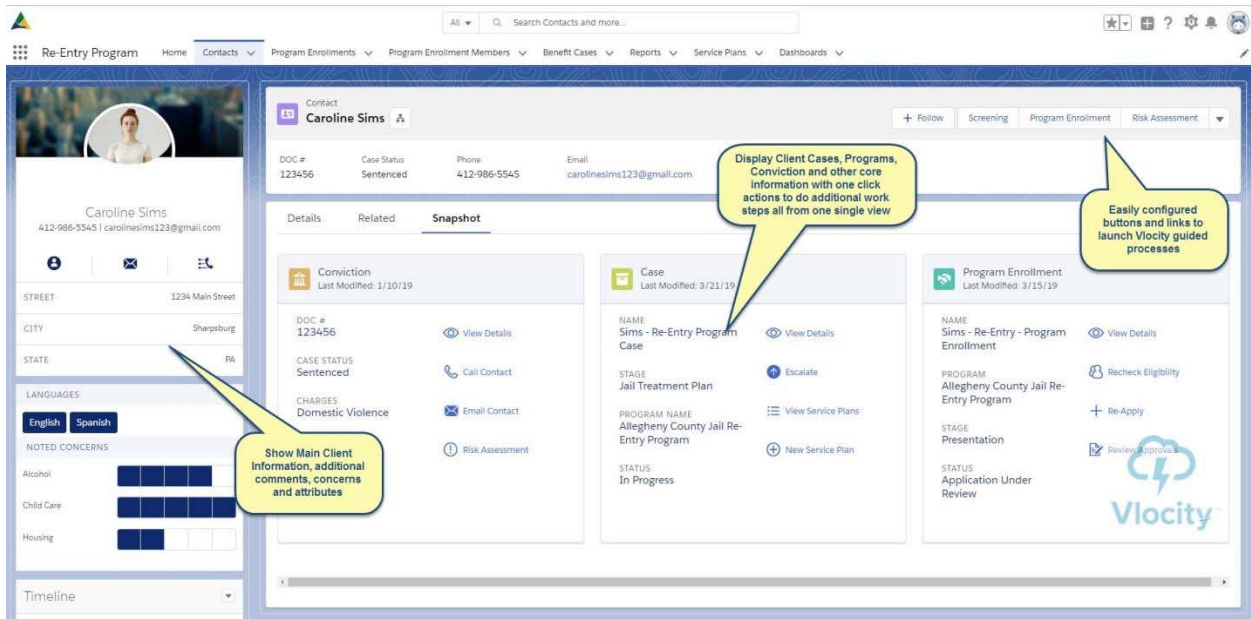 All
Search Contacts and more...
Re-Entry Program
Home
Contacts
Program Enrollments
Program Enrollment Members
Benefit Cases
Reports
Service Plans
Dashboards
Caroline Sims
412-986-5545 | carolinesims123@gmail.com
STREET
1234 Main Street
CITY
Sharpsburg
STATE
PA
LANGUAGES
English
Spanish
NOTED CONCERNS
Alcohol
Child Care
Housing
Timeline
Show Main Client
Information, additional
comments, concerns
and attributes
Contact
Caroline Sims
+ Follow
Screening
Program Enrollment
Risk Assessment
DOC #
123456
Case Status
Sentenced
Phone
412-986-5545
Email
carolinesims123@gmail.com
Display Client Cases, Programs,
Conviction and other core
information with one click
actions to do additional work
steps all from one single view
Easily configured
buttons and links to
launch Vlocity guided
processes
Details
Related
Snapshot
Conviction
Last Modified: 1/10/19
DOC #
123456
CASE STATUS
Sentenced
CHARGES
Domestic Violence
View Details
Call Contact
Email Contact
Risk Assessment
Case
Last Modified: 3/21/19
NAME
Sims - Re-Entry Program
Case
STAGE
Jail Treatment Plan
PROGRAM NAME
Allegheny County Jail Re-
Entry Program
STATUS
In Progress
View Details
Escalate
View Service Plans
New Service Plan
Program Enrollment
Last Modified: 3/15/19
NAME
Sims - Re-Entry - Program
Enrollment
PROGRAM
Allegheny County Jail Re-
Entry Program
STAGE
Presentation
STATUS
Application Under
Review
View Details
Recheck Eligibility
Re-Apply
Review Approvals
Vlocity